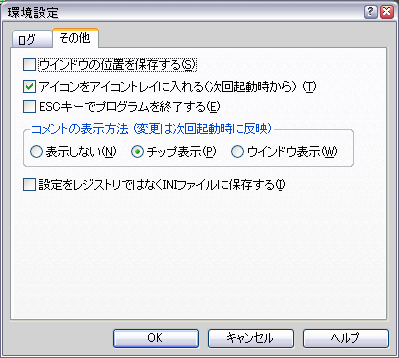 環境設定
ログ
その他
ウインドウの位置を保存する(S)
アイコンをアイコントレイに入れる(次回起動時から) (T)
ESCキーでプログラムを終了する(E)
コメントの表示方法 (変更は次回起動時に反映)
表示しない(N) チップ表示(P) ウインドウ表示(W)
設定をレジストリではなくINIファイルに保存する(I)
OK キャンセル ヘルプ